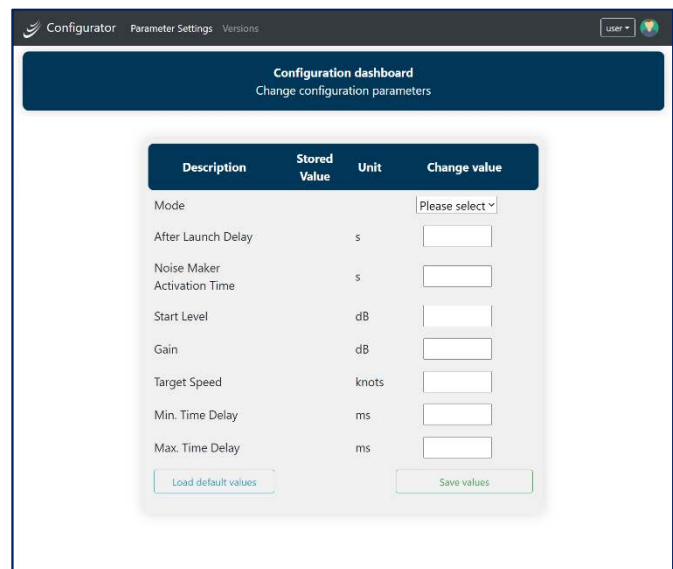 Configurator Parameter Settings Versions user
Configuration dashboard
Change configuration parameters
Description Stored Value Unit Change value
Mode Please select
After Launch Delay s
Noise Maker Activation Time s
Start Level dB
Gain dB
Target Speed knots
Min. Time Delay ms
Max. Time Delay ms
Load default values Save values